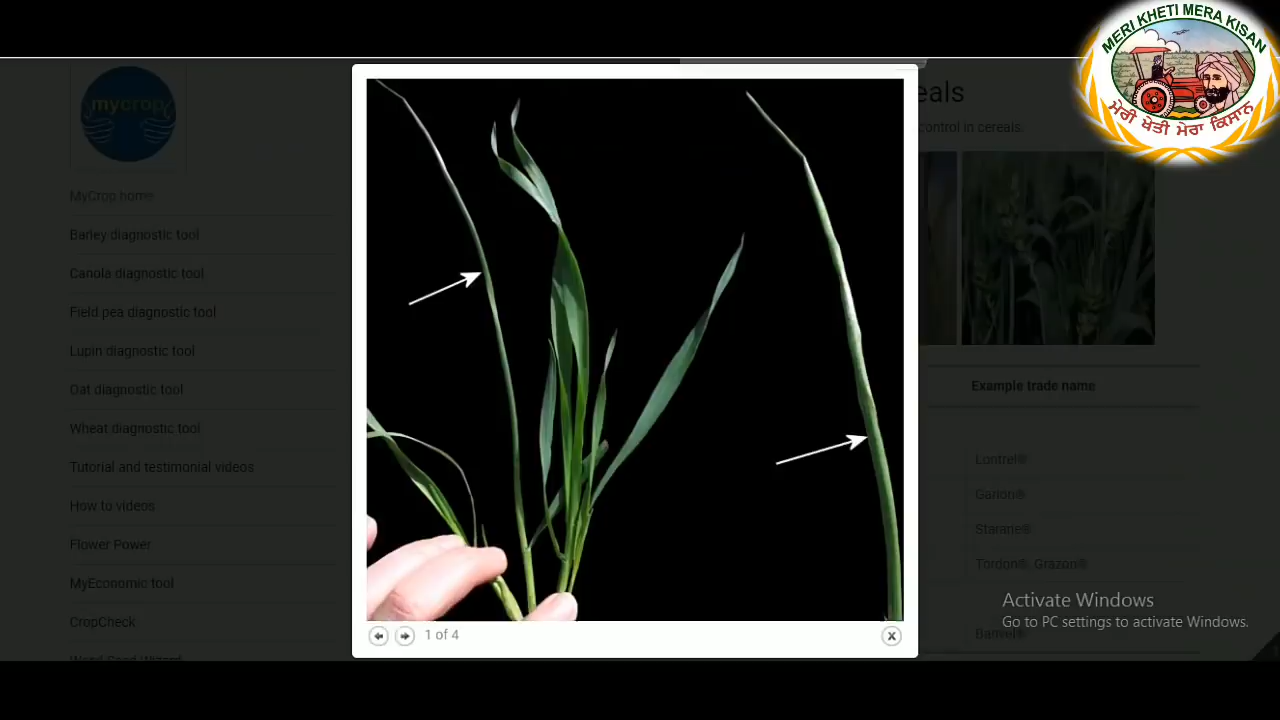 MERI KHETI MERA KISAN
ਮੇਰੀ ਖੇਤੀ ਮੇਰਾ ਕਿਸਾਨ
mycrop
eals
control in cereals.
MyCrop home
Barley diagnostic tool
Canola diagnostic tool
Field pea diagnostic tool
Lupin diagnostic tool
Oat diagnostic tool
Wheat diagnostic tool
Tutorial and testimonial videos
How to videos
Flower Power
MyEconomic tool
CropCheck
Weed Seed Wizard
Example trade name
Lontrel®
Garlon®
Starane®
Tordon®, Grazon®
Banvel®
1 of 4
Activate Windows
Go to PC settings to activate Windows.